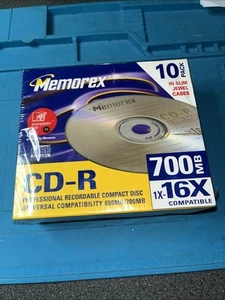 Memorex
10 PACK
IN SLIM
JEWEL
CASES
Memorex
CD-R
700 MB
1X-16X
COMPATIBLE
CD-R
PROFESSIONAL RECORDABLE COMPACT DISC
UNIVERSAL COMPATIBILITY 650MB/700MB